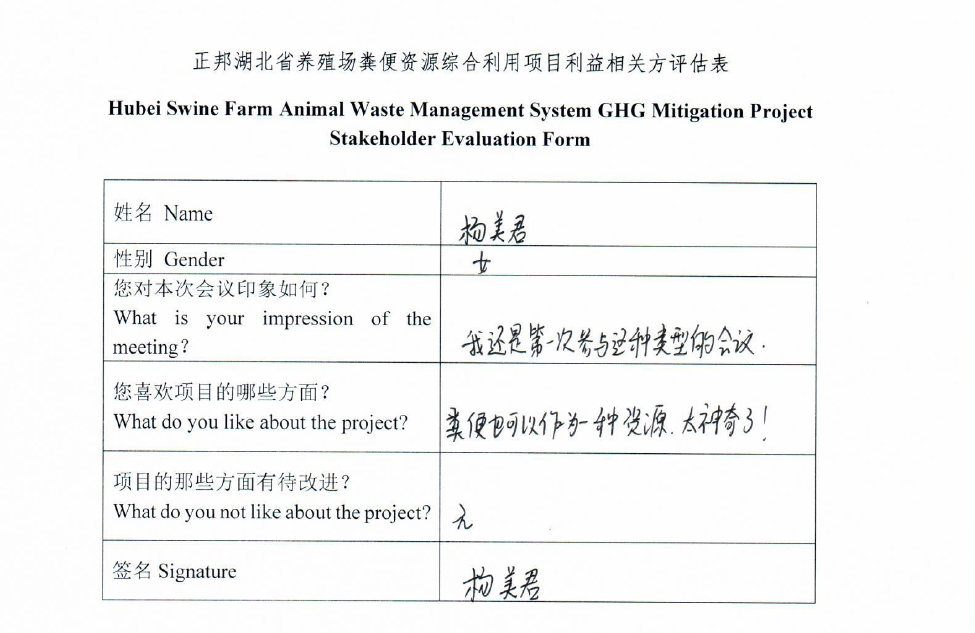 正邦湖北省养殖场粪便资源综合利用项目利益相关方评估表
Hubei Swine Farm Animal Waste Management System GHG Mitigation Project
Stakeholder Evaluation Form
姓名 Name
杨美君
性别 Gender
女
您对本次会议印象如何？
What is your impression of the
meeting?
我还是第一次参与这种类型的会议.
您喜欢项目的哪些方面？
What do you like about the project?
粪便也可以作为一种资源.太神奇了！
项目的那些方面有待改进？
What do you not like about the project?
无
签名 Signature
杨美君